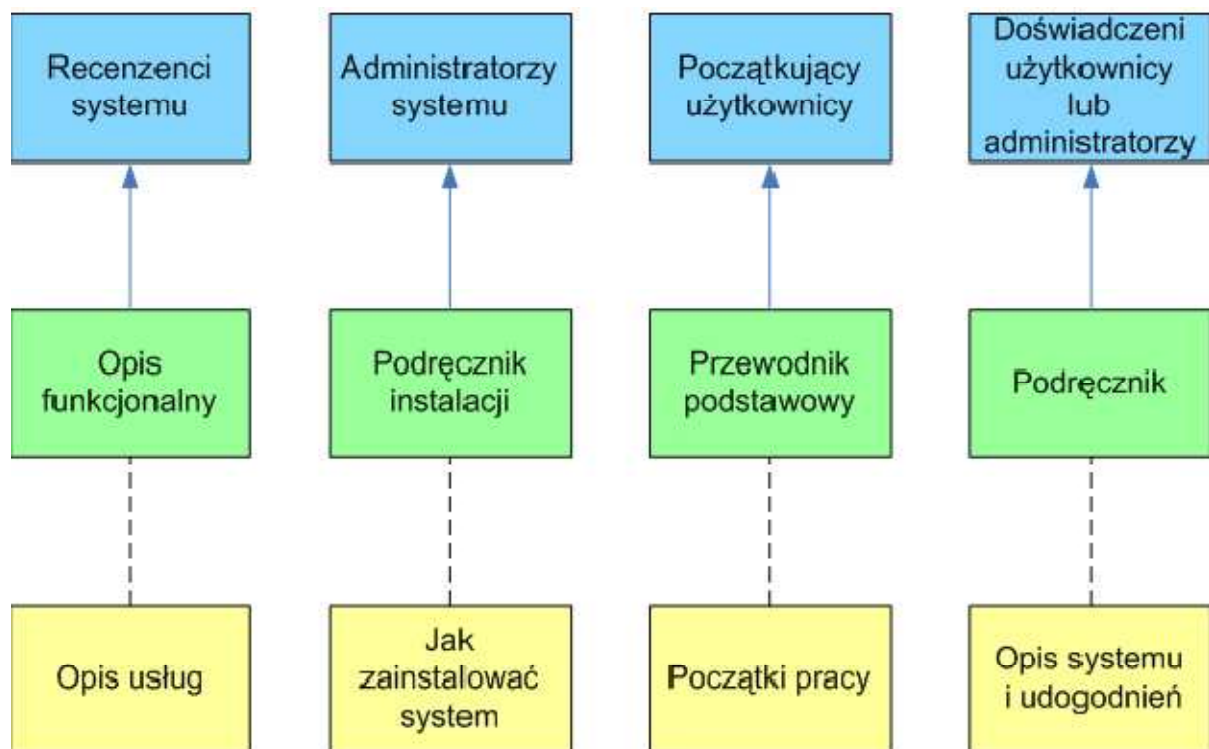 Recenzenci
systemu
Administratorzy
systemu
Początkujący
użytkownicy
Doświadczeni
użytkownicy
lub
administratorzy
Opis
funkcjonalny
Podręcznik
instalacji
Przewodnik
podstawowy
Podręcznik
Opis usług
Jak
zainstalować
system
Początki pracy
Opis systemu
i udogodnień